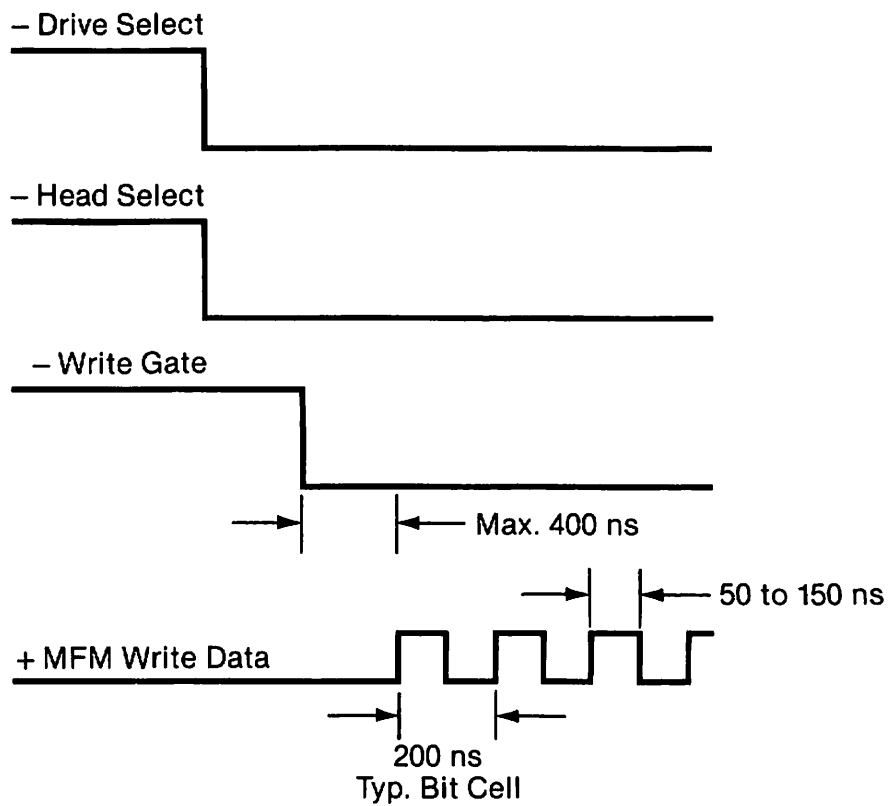 – Drive Select
– Head Select
– Write Gate
Max. 400 ns
50 to 150 ns
+ MFM Write Data
200 ns
Typ. Bit Cell